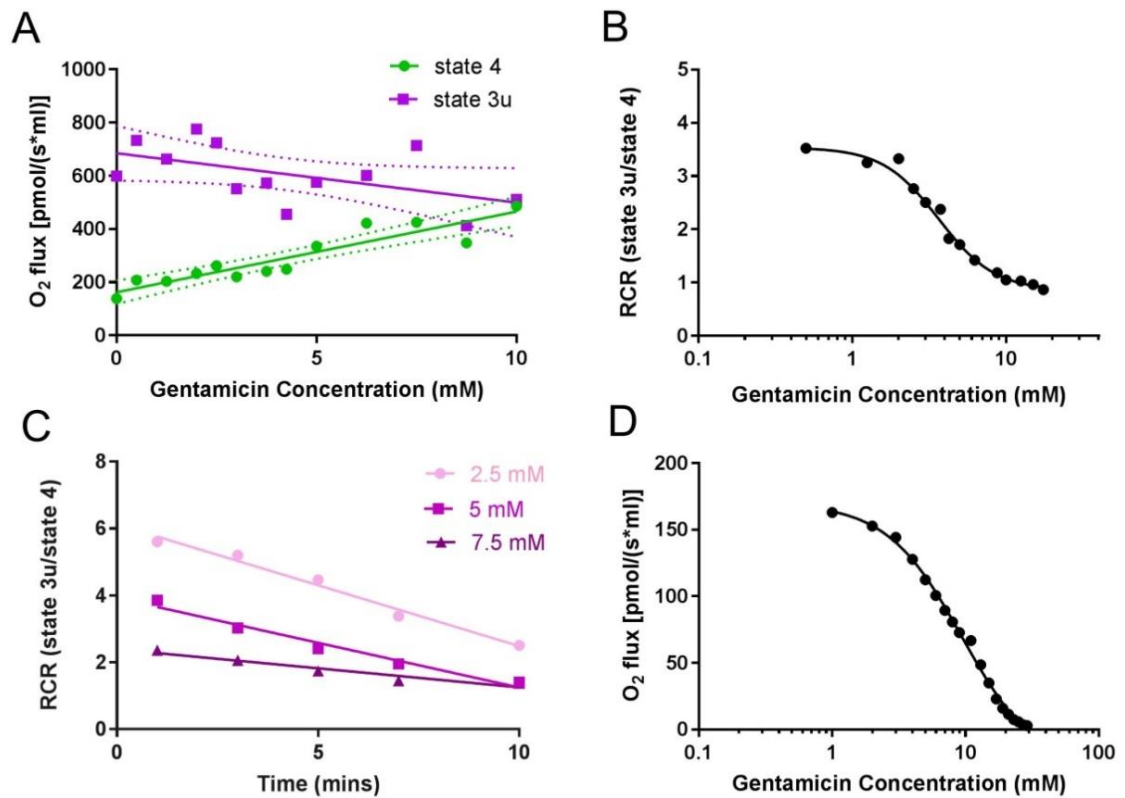 A
1000
800
600
400
200
0
O₂ flux [pmol/(s*ml)]
state 4
state 3u
0 5 10
Gentamicin Concentration (mM)
B
5
4
3
2
1
0
RCR (state 3u/state 4)
0.1 1 10
Gentamicin Concentration (mM)
C
8
6
4
2
0
RCR (state 3u/state 4)
2.5 mM
5 mM
7.5 mM
0 5 10
Time (mins)
D
200
150
100
50
0
O₂ flux [pmol/(s*ml)]
0.1 1 10 100
Gentamicin Concentration (mM)